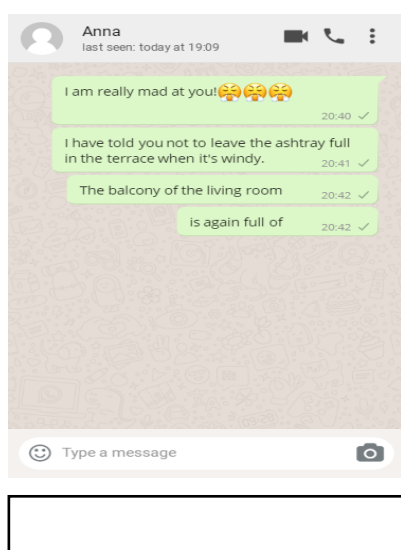 Anna
last seen: today at 19:09
I am really mad at you!😤😤😤
20:40
I have told you not to leave the ashtray full
in the terrace when it's windy.
20:41
The balcony of the living room
20:42
is again full of
20:42
Type a message